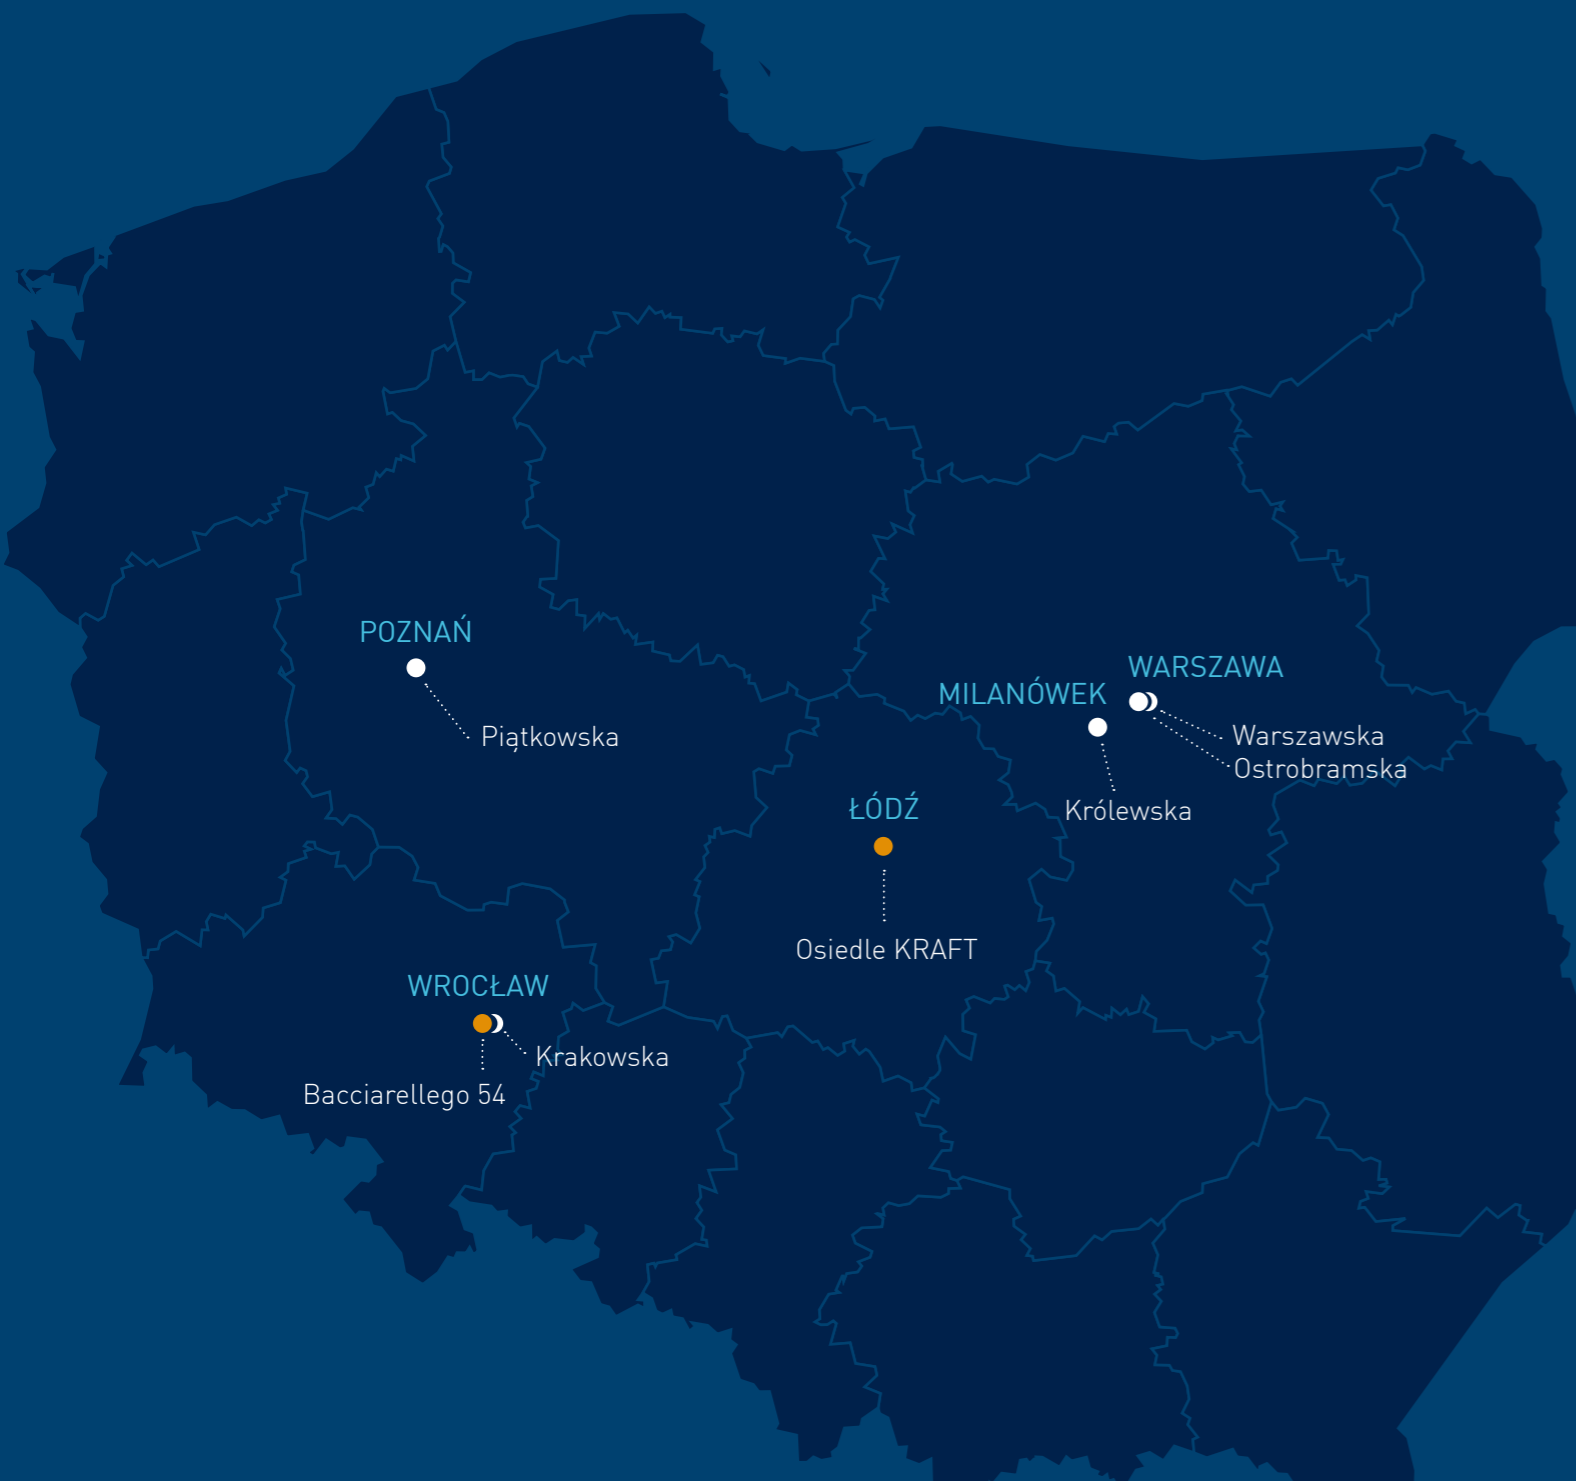 POZNAŃ
Piątkowska
WARSZAWA
MILANÓWEK
Warszawska
Ostrobramska
Królewska
ŁÓDŹ
Osiedle KRAFT
WROCŁAW
Krakowska
Bacciarellego 54